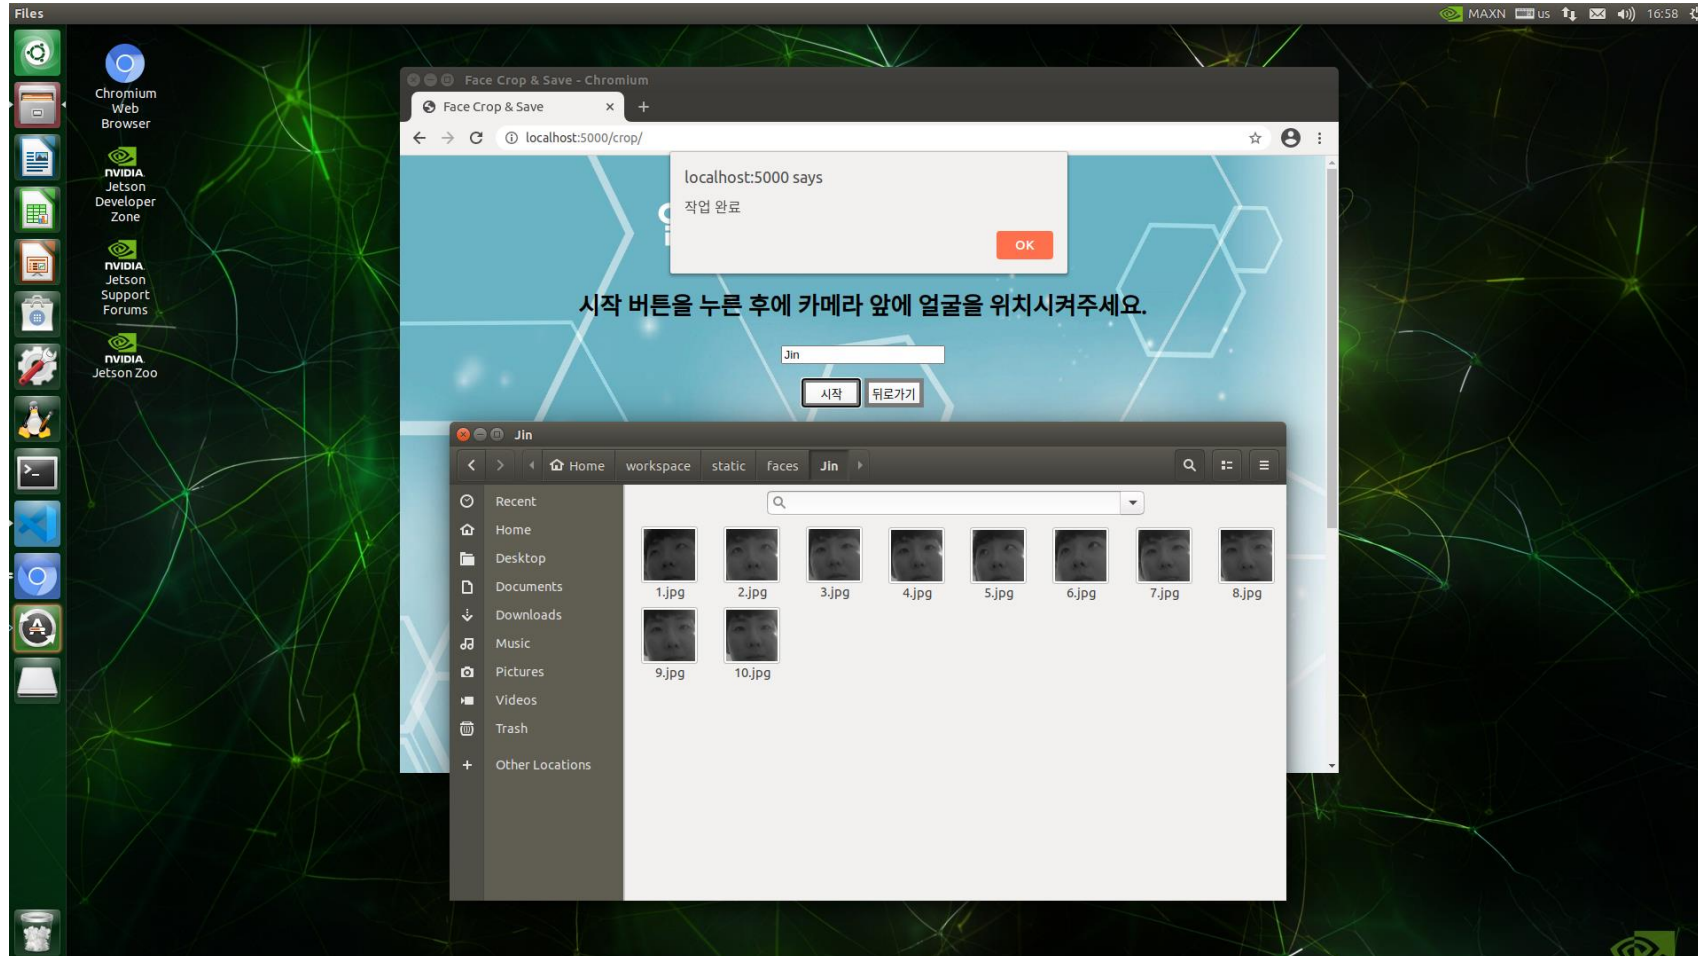 Files
MAXN us 16:58
Chromium
Web
Browser
NVIDIA.
Jetson
Developer
Zone
NVIDIA.
Jetson
Support
Forums
NVIDIA.
Jetson Zoo
Face Crop & Save - Chromium
Face Crop & Save
localhost:5000/crop/
localhost:5000 says
작업 완료
OK
시작 버튼을 누른 후에 카메라 앞에 얼굴을 위치시켜주세요.
Jin
시작 뒤로가기
Jin
Home workspace static faces Jin
Recent
Home
Desktop
Documents
Downloads
Music
Pictures
Videos
Trash
Other Locations
1.jpg 2.jpg 3.jpg 4.jpg 5.jpg 6.jpg 7.jpg 8.jpg
9.jpg 10.jpg